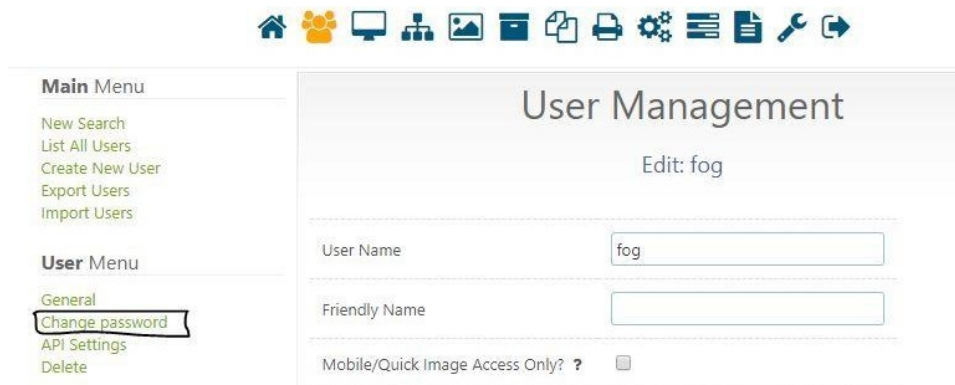 Main Menu
New Search
List All Users
Create New User
Export Users
Import Users
User Menu
General
Change password
API Settings
Delete
User Management
Edit: fog
User Name
fog
Friendly Name
Mobile/Quick Image Access Only? ?